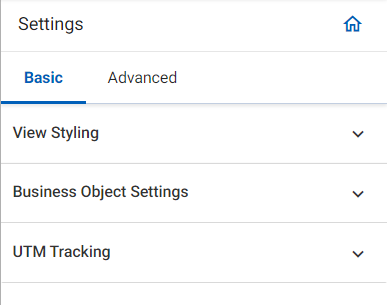 Settings
Basic Advanced
View Styling
Business Object Settings
UTM Tracking